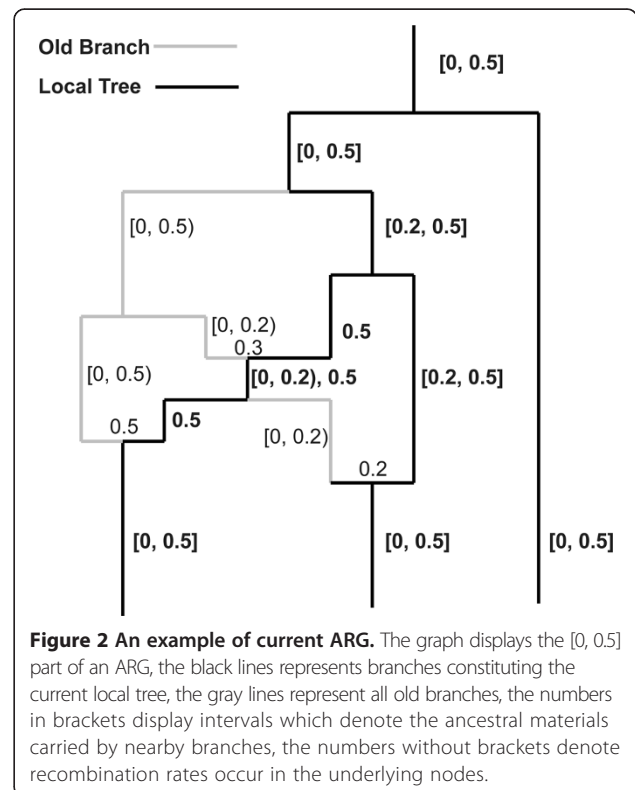 Old Branch
Local Tree
[0, 0.5]
[0, 0.5]
[0, 0.5)
[0.2, 0.5]
[0, 0.2)
0.3
0.5
[0, 0.5)
[0, 0.2), 0.5
[0.2, 0.5]
0.5
0.5
[0, 0.2)
0.2
[0, 0.5]
[0, 0.5]
[0, 0.5]
Figure 2 An example of current ARG. The graph displays the [0, 0.5]
part of an ARG, the black lines represents branches constituting the
current local tree, the gray lines represent all old branches, the numbers
in brackets display intervals which denote the ancestral materials
carried by nearby branches, the numbers without brackets denote
recombination rates occur in the underlying nodes.